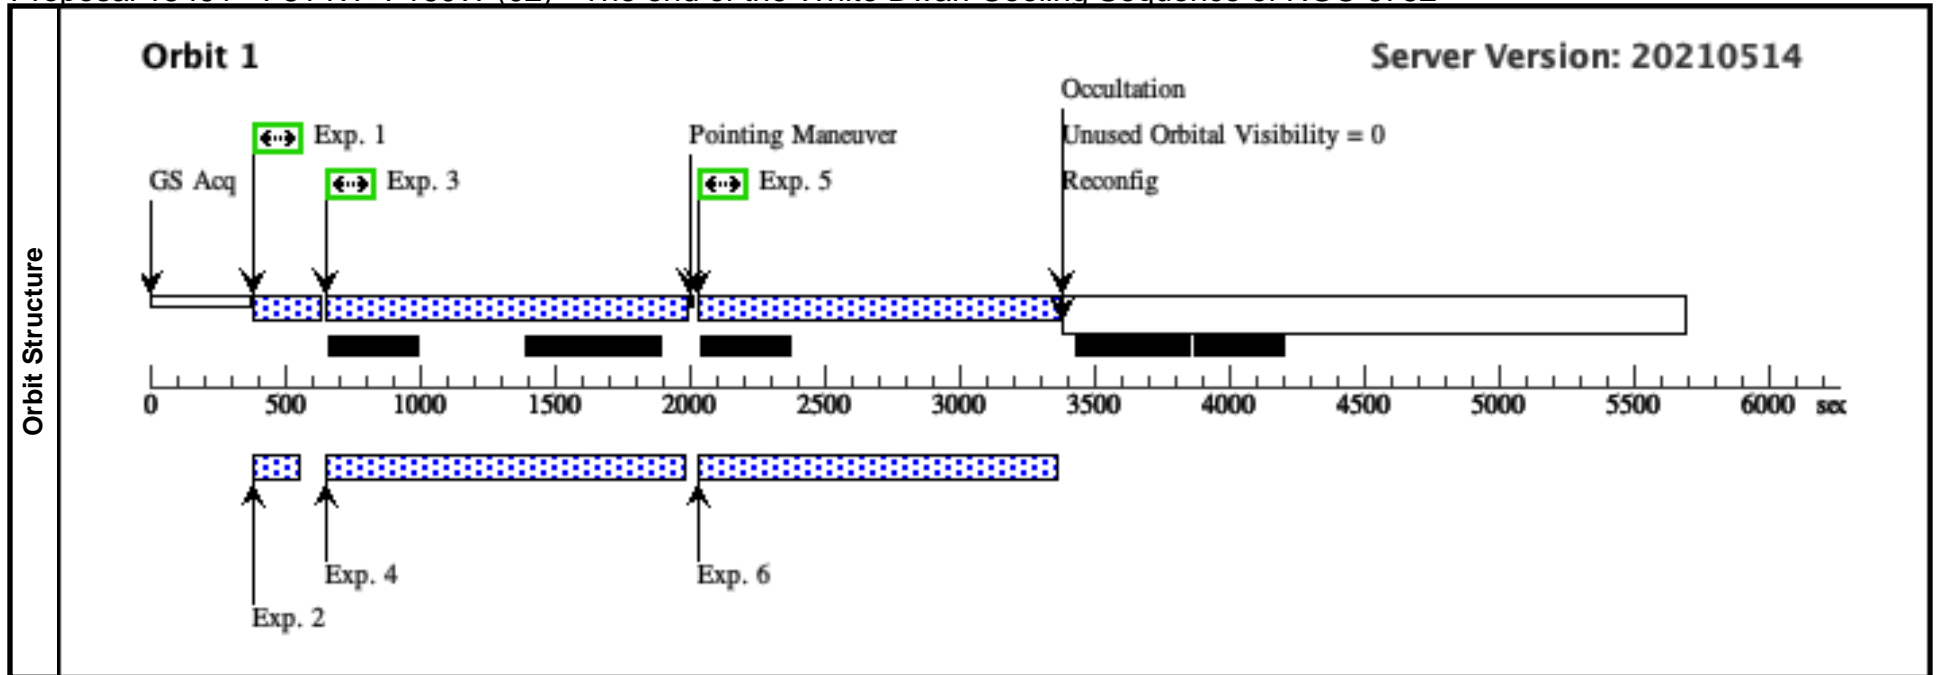 Orbit 1
Server Version: 20210514
Occultation
Exp. 1
Pointing Maneuver
Unused Orbital Visibility = 0
GS Acq
Exp. 3
Exp. 5
Reconfig
Orbit Structure
0 500 1000 1500 2000 2500 3000 3500 4000 4500 5000 5500 6000 sec
Exp. 4
Exp. 6
Exp. 2